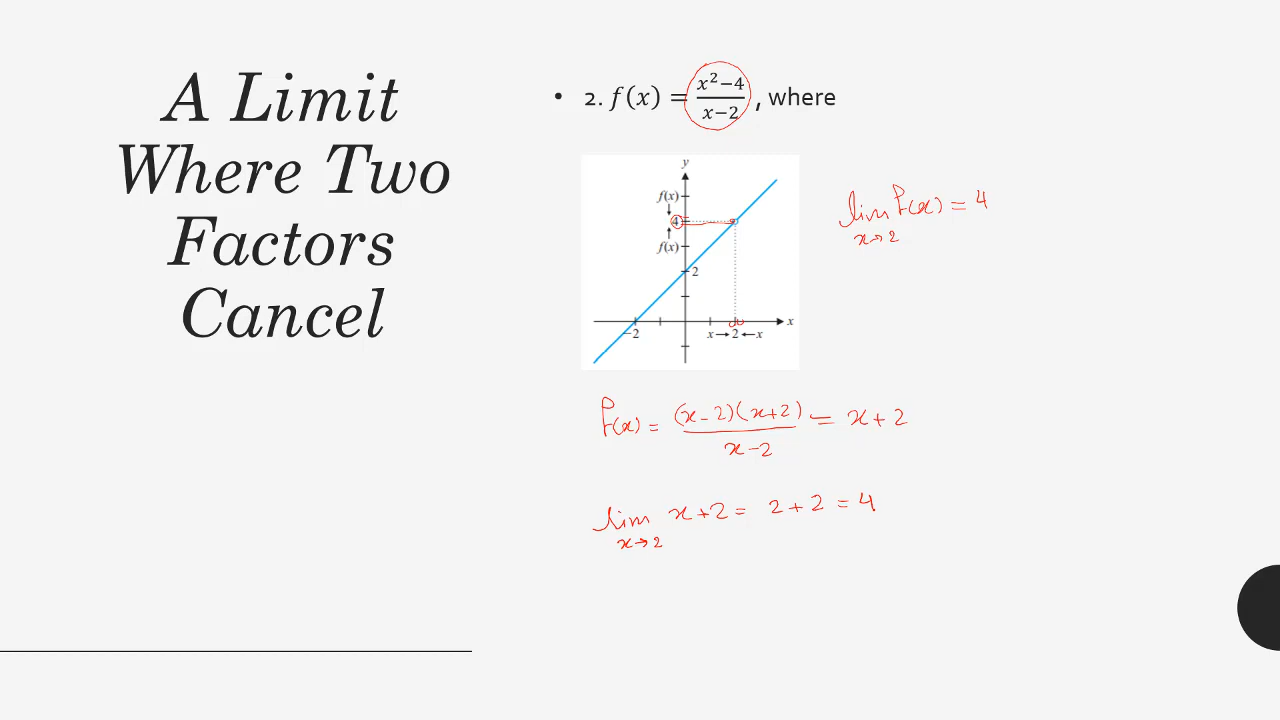 A Limit
Where Two
Factors
Cancel
• 2. f(x) = x²−4 / x−2 , where
y
f(x)
4
f(x)
2
−2
x→2←x
x
lim f(x) = 4
x→2
f(x) = (x−2)(x+2) / x−2 = x+2
lim x+2 = 2+2 = 4
x→2